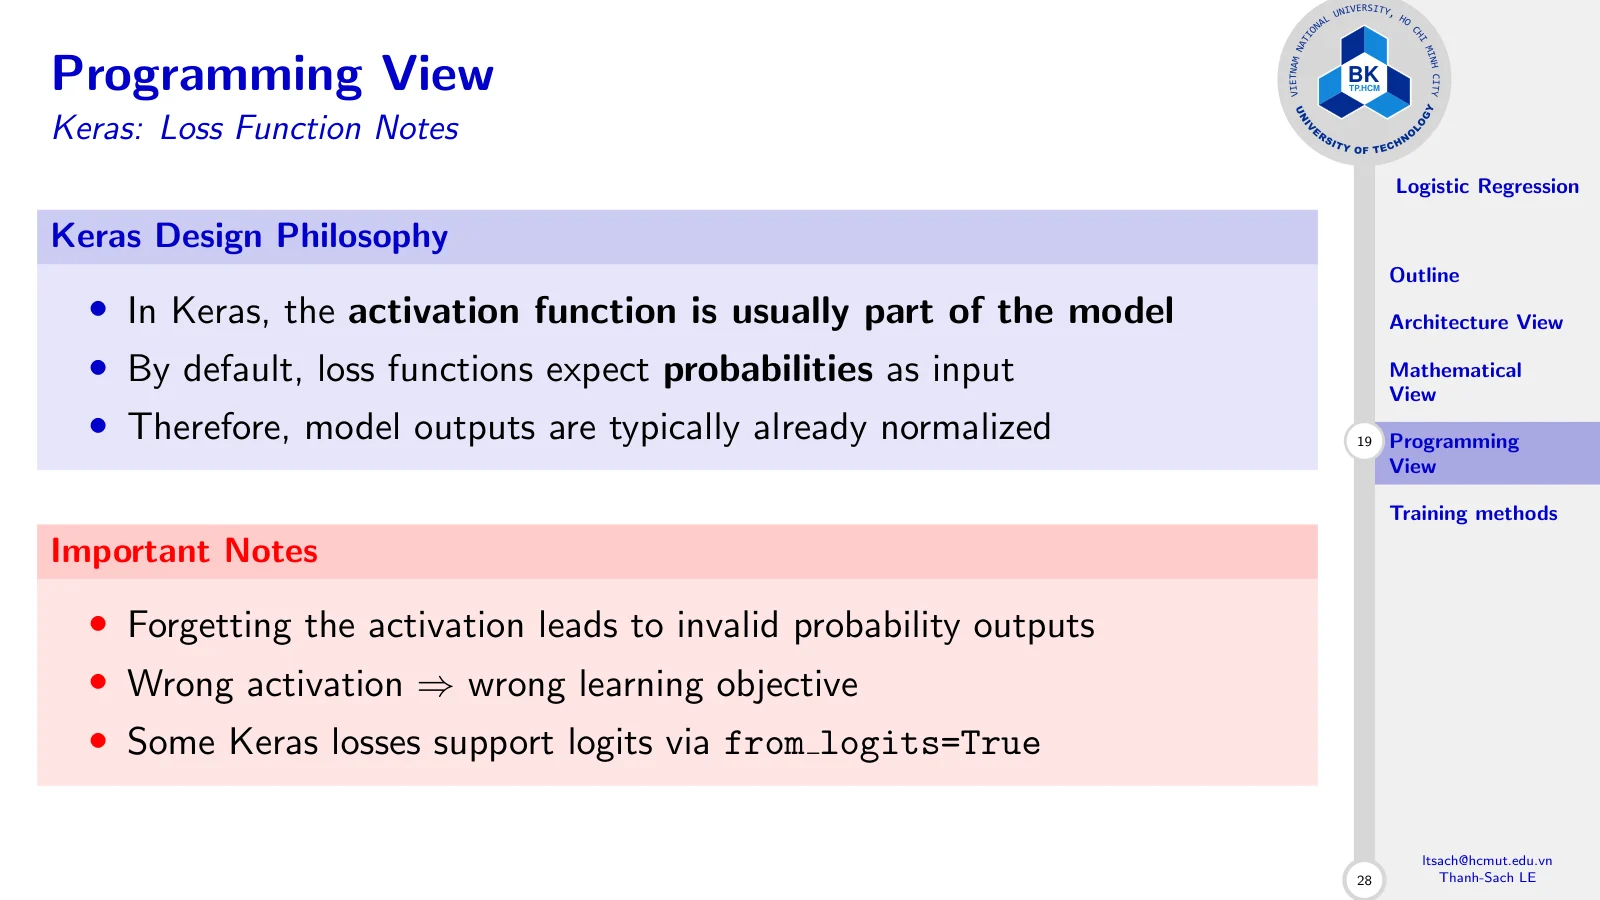 Programming View
Keras: Loss Function Notes
Keras Design Philosophy
• In Keras, the activation function is usually part of the model
• By default, loss functions expect probabilities as input
• Therefore, model outputs are typically already normalized
Important Notes
• Forgetting the activation leads to invalid probability outputs
• Wrong activation ⇒ wrong learning objective
• Some Keras losses support logits via from_logits=True
VIETNAM NATIONAL UNIVERSITY, HO CHI MINH CITY
BK
TP.HCM
UNIVERSITY OF TECHNOLOGY
Logistic Regression
Outline
Architecture View
Mathematical
View
19
Programming
View
Training methods
ltsach@hcmut.edu.vn
Thanh-Sach LE
28